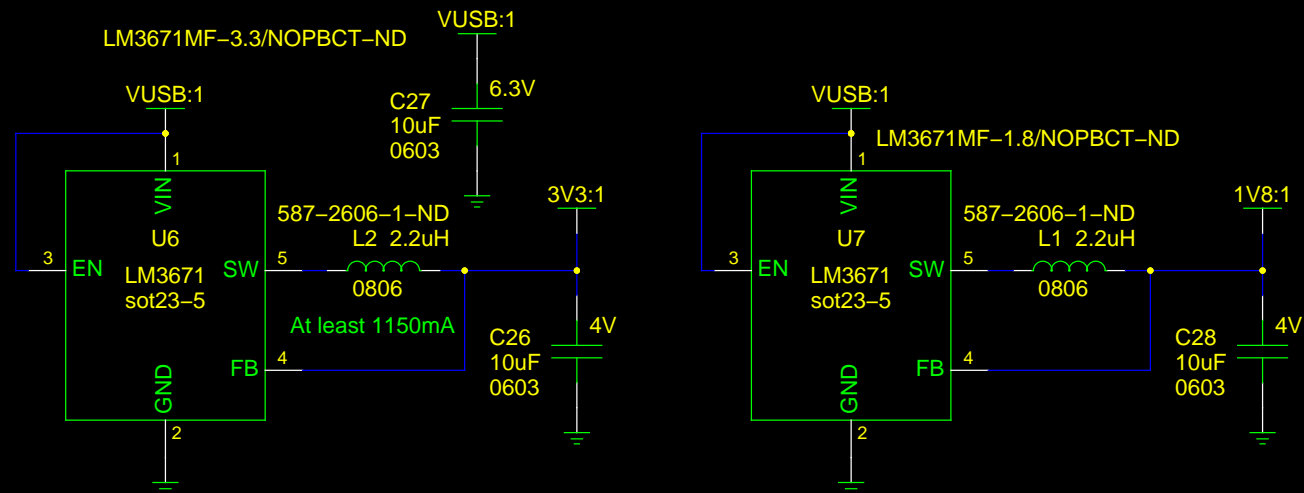 VUSB:1
LM3671MF−3.3/NOPBCT−ND
VUSB:1
6.3V
C27
10uF
0603
1
VIN
3V3:1
587−2606−1−ND
U6
L2 2.2uH
3
EN
SW
5
LM3671
sot23−5
0806
At least 1150mA
4V
C26
10uF
0603
FB
4
GND
2
VUSB:1
LM3671MF−1.8/NOPBCT−ND
1
VIN
1V8:1
587−2606−1−ND
U7
L1 2.2uH
3
EN
SW
5
LM3671
sot23−5
0806
4V
C28
10uF
0603
FB
4
GND
2